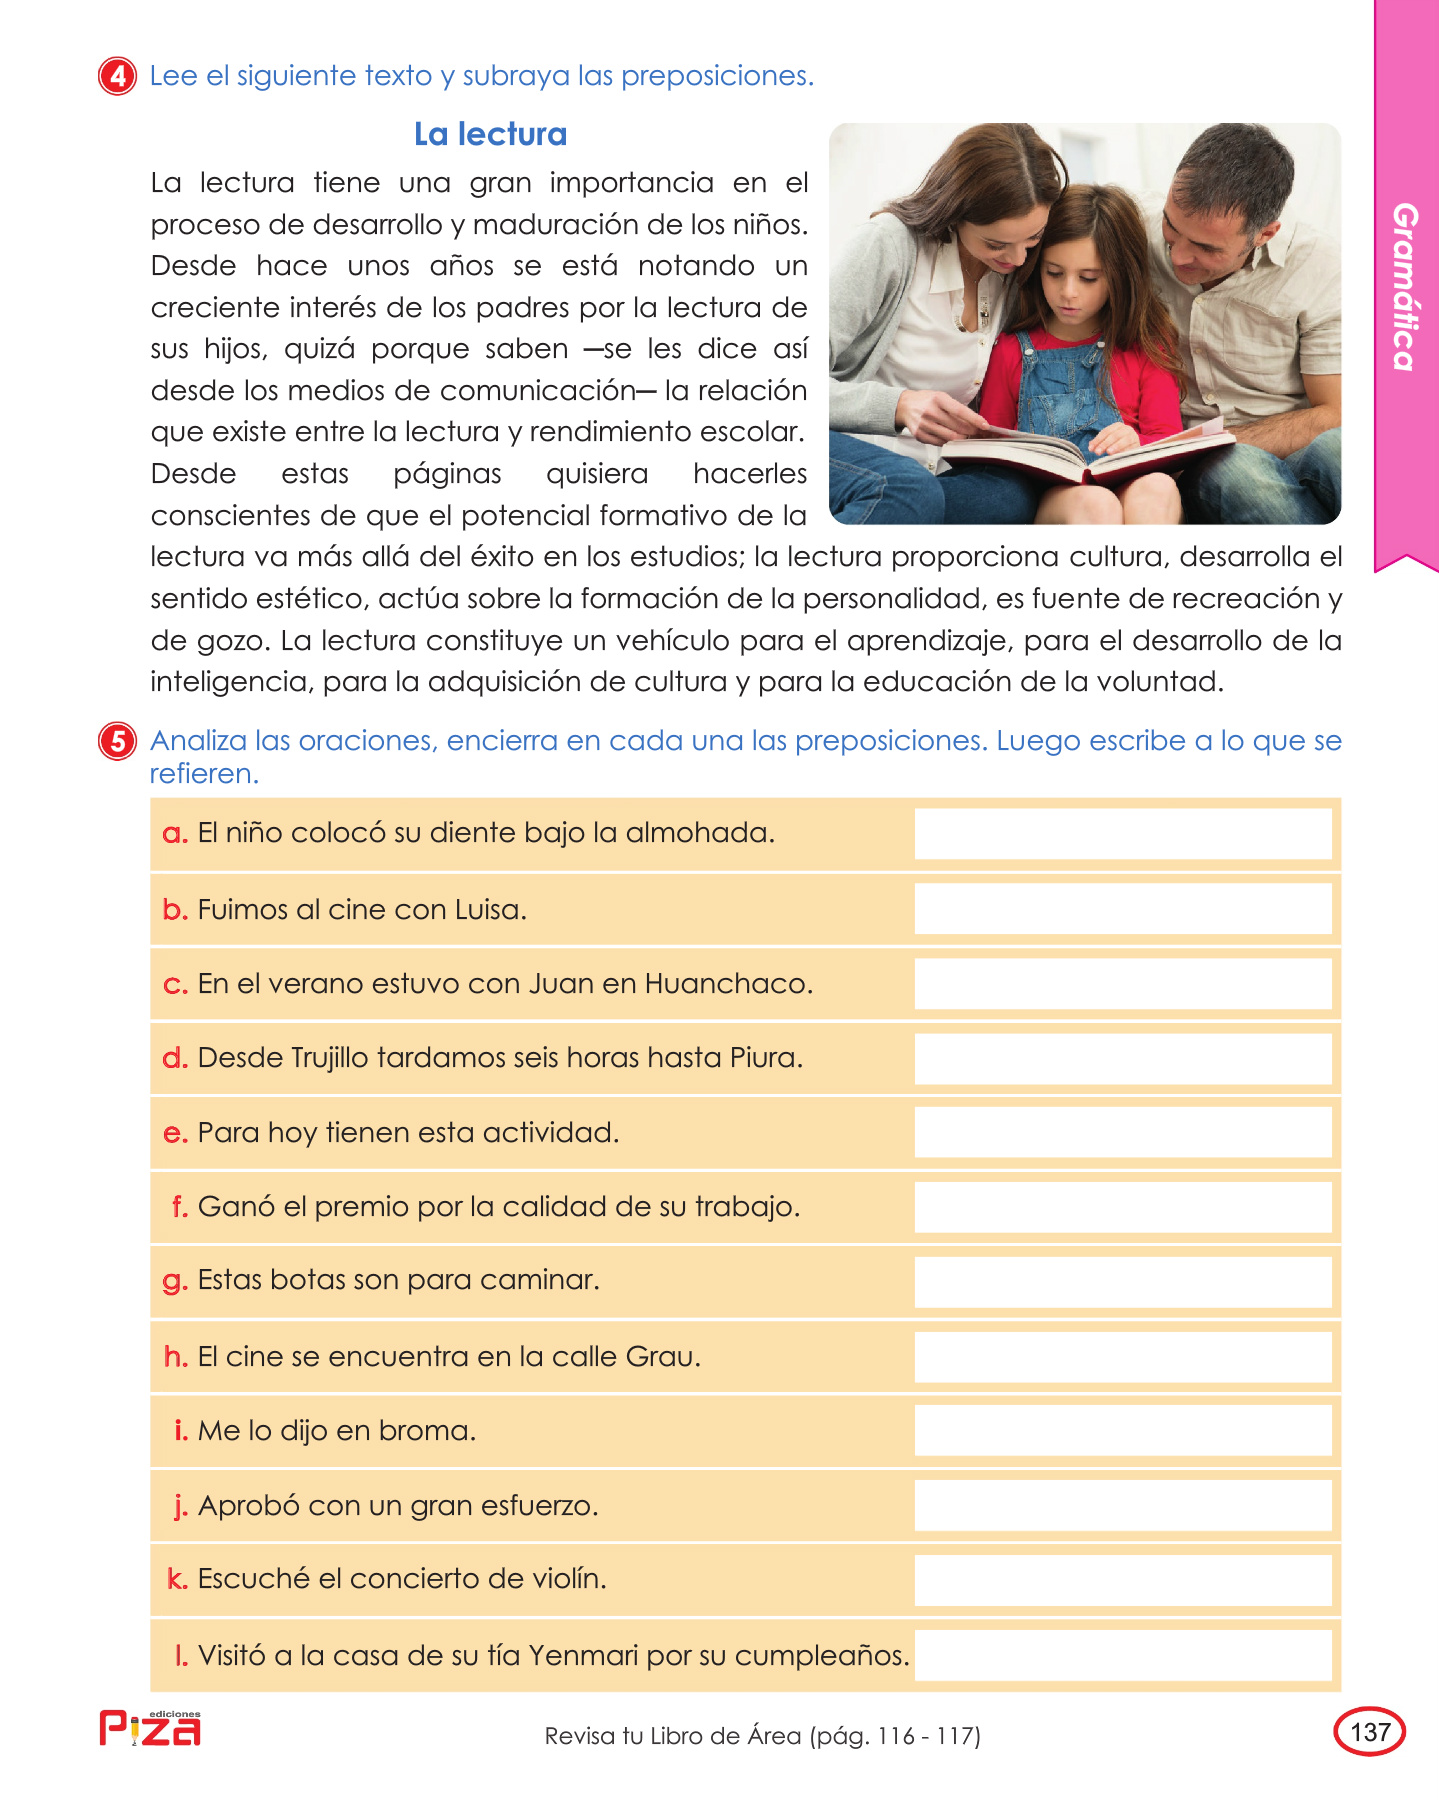 4 Lee el siguiente texto y subraya las preposiciones.
La lectura
La lectura tiene una gran importancia en el
proceso de desarrollo y maduración de los niños.
Desde hace unos años se está notando un
creciente interés de los padres por la lectura de
sus hijos, quizá porque saben —se les dice así
desde los medios de comunicación— la relación
que existe entre la lectura y rendimiento escolar.
Desde estas páginas quisiera hacerles
conscientes de que el potencial formativo de la
lectura va más allá del éxito en los estudios; la lectura proporciona cultura, desarrolla el
sentido estético, actúa sobre la formación de la personalidad, es fuente de recreación y
de gozo. La lectura constituye un vehículo para el aprendizaje, para el desarrollo de la
inteligencia, para la adquisición de cultura y para la educación de la voluntad.
Gramática
5 Analiza las oraciones, encierra en cada una las preposiciones. Luego escribe a lo que se
refieren.
a. El niño colocó su diente bajo la almohada.
b. Fuimos al cine con Luisa.
c. En el verano estuvo con Juan en Huanchaco.
d. Desde Trujillo tardamos seis horas hasta Piura.
e. Para hoy tienen esta actividad.
f. Ganó el premio por la calidad de su trabajo.
g. Estas botas son para caminar.
h. El cine se encuentra en la calle Grau.
i. Me lo dijo en broma.
j. Aprobó con un gran esfuerzo.
k. Escuché el concierto de violín.
l. Visitó a la casa de su tía Yenmari por su cumpleaños.
ediciones
Piza
Revisa tu Libro de Área (pág. 116 - 117)
137